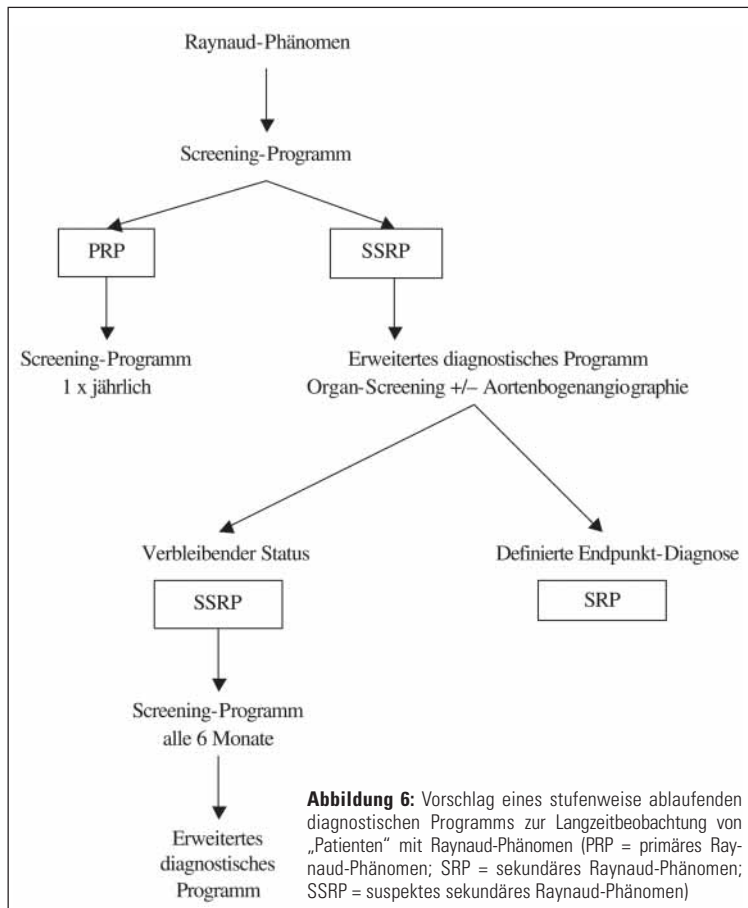 Raynaud-Phänomen
Screening-Programm
PRP
SSRP
Screening-Programm
1 x jährlich
Erweitertes diagnostisches Programm
Organ-Screening +/– Aortenbogenangiographie
Verbleibender Status
SSRP
Definierte Endpunkt-Diagnose
SRP
Screening-Programm
alle 6 Monate
Erweitertes
diagnostisches
Programm
Abbildung 6: Vorschlag eines stufenweise ablaufenden
diagnostischen Programms zur Langzeitbeobachtung von
„Patienten“ mit Raynaud-Phänomen (PRP = primäres Ray-
naud-Phänomen; SRP = sekundäres Raynaud-Phänomen;
SSRP = suspektes sekundäres Raynaud-Phänomen)